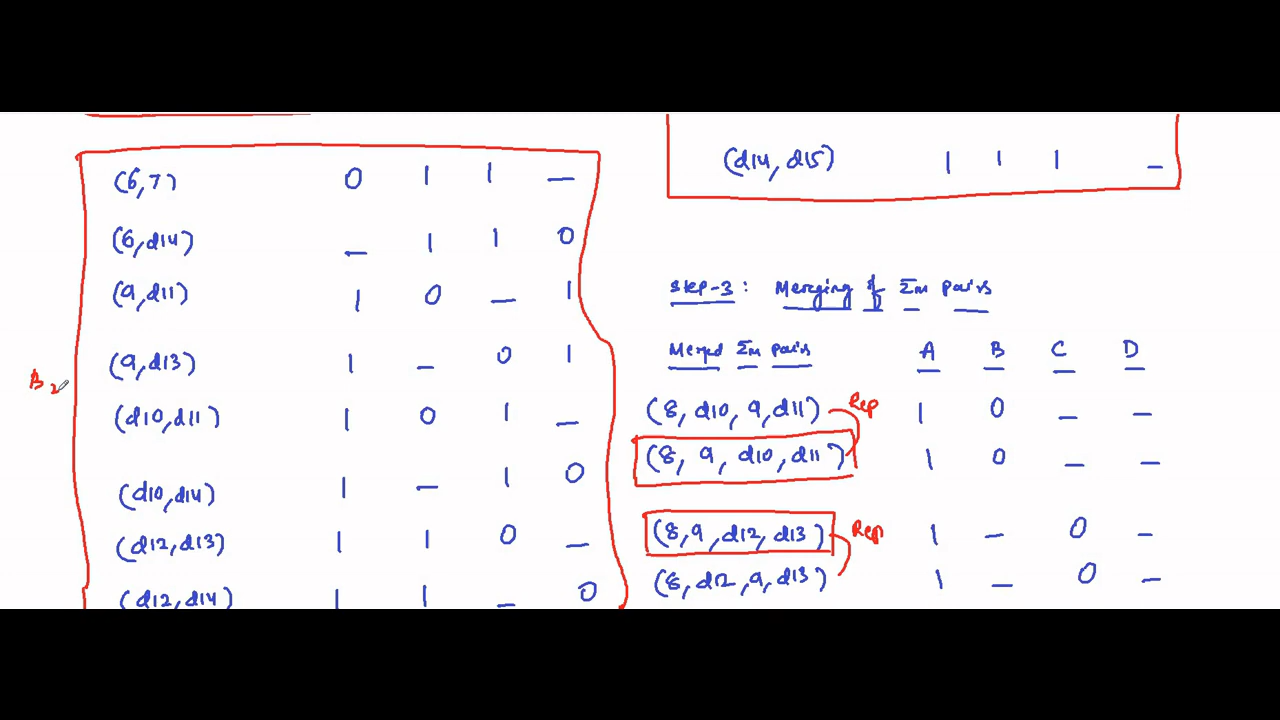 (6,7) 0 1 1 _
(6,d14) _ 1 1 0
(9,d11) 1 0 _ 1
(9,d13) 1 _ 0 1
B2
(d10,d11) 1 0 1 _
(d10,d14) 1 _ 1 0
(d12,d13) 1 1 0 _
(d12,d14) 1 1 _ 0
(d14,d15) 1 1 1 _
Step-3: Merging of Σm pairs
Merged Σm pairs A B C D
(8,d10,9,d11) Rep 1 0 _ _
(8,9,d10,d11) 1 0 _ _
(8,9,d12,d13) Rep 1 _ 0 _
(8,d12,9,d13) 1 _ 0 _